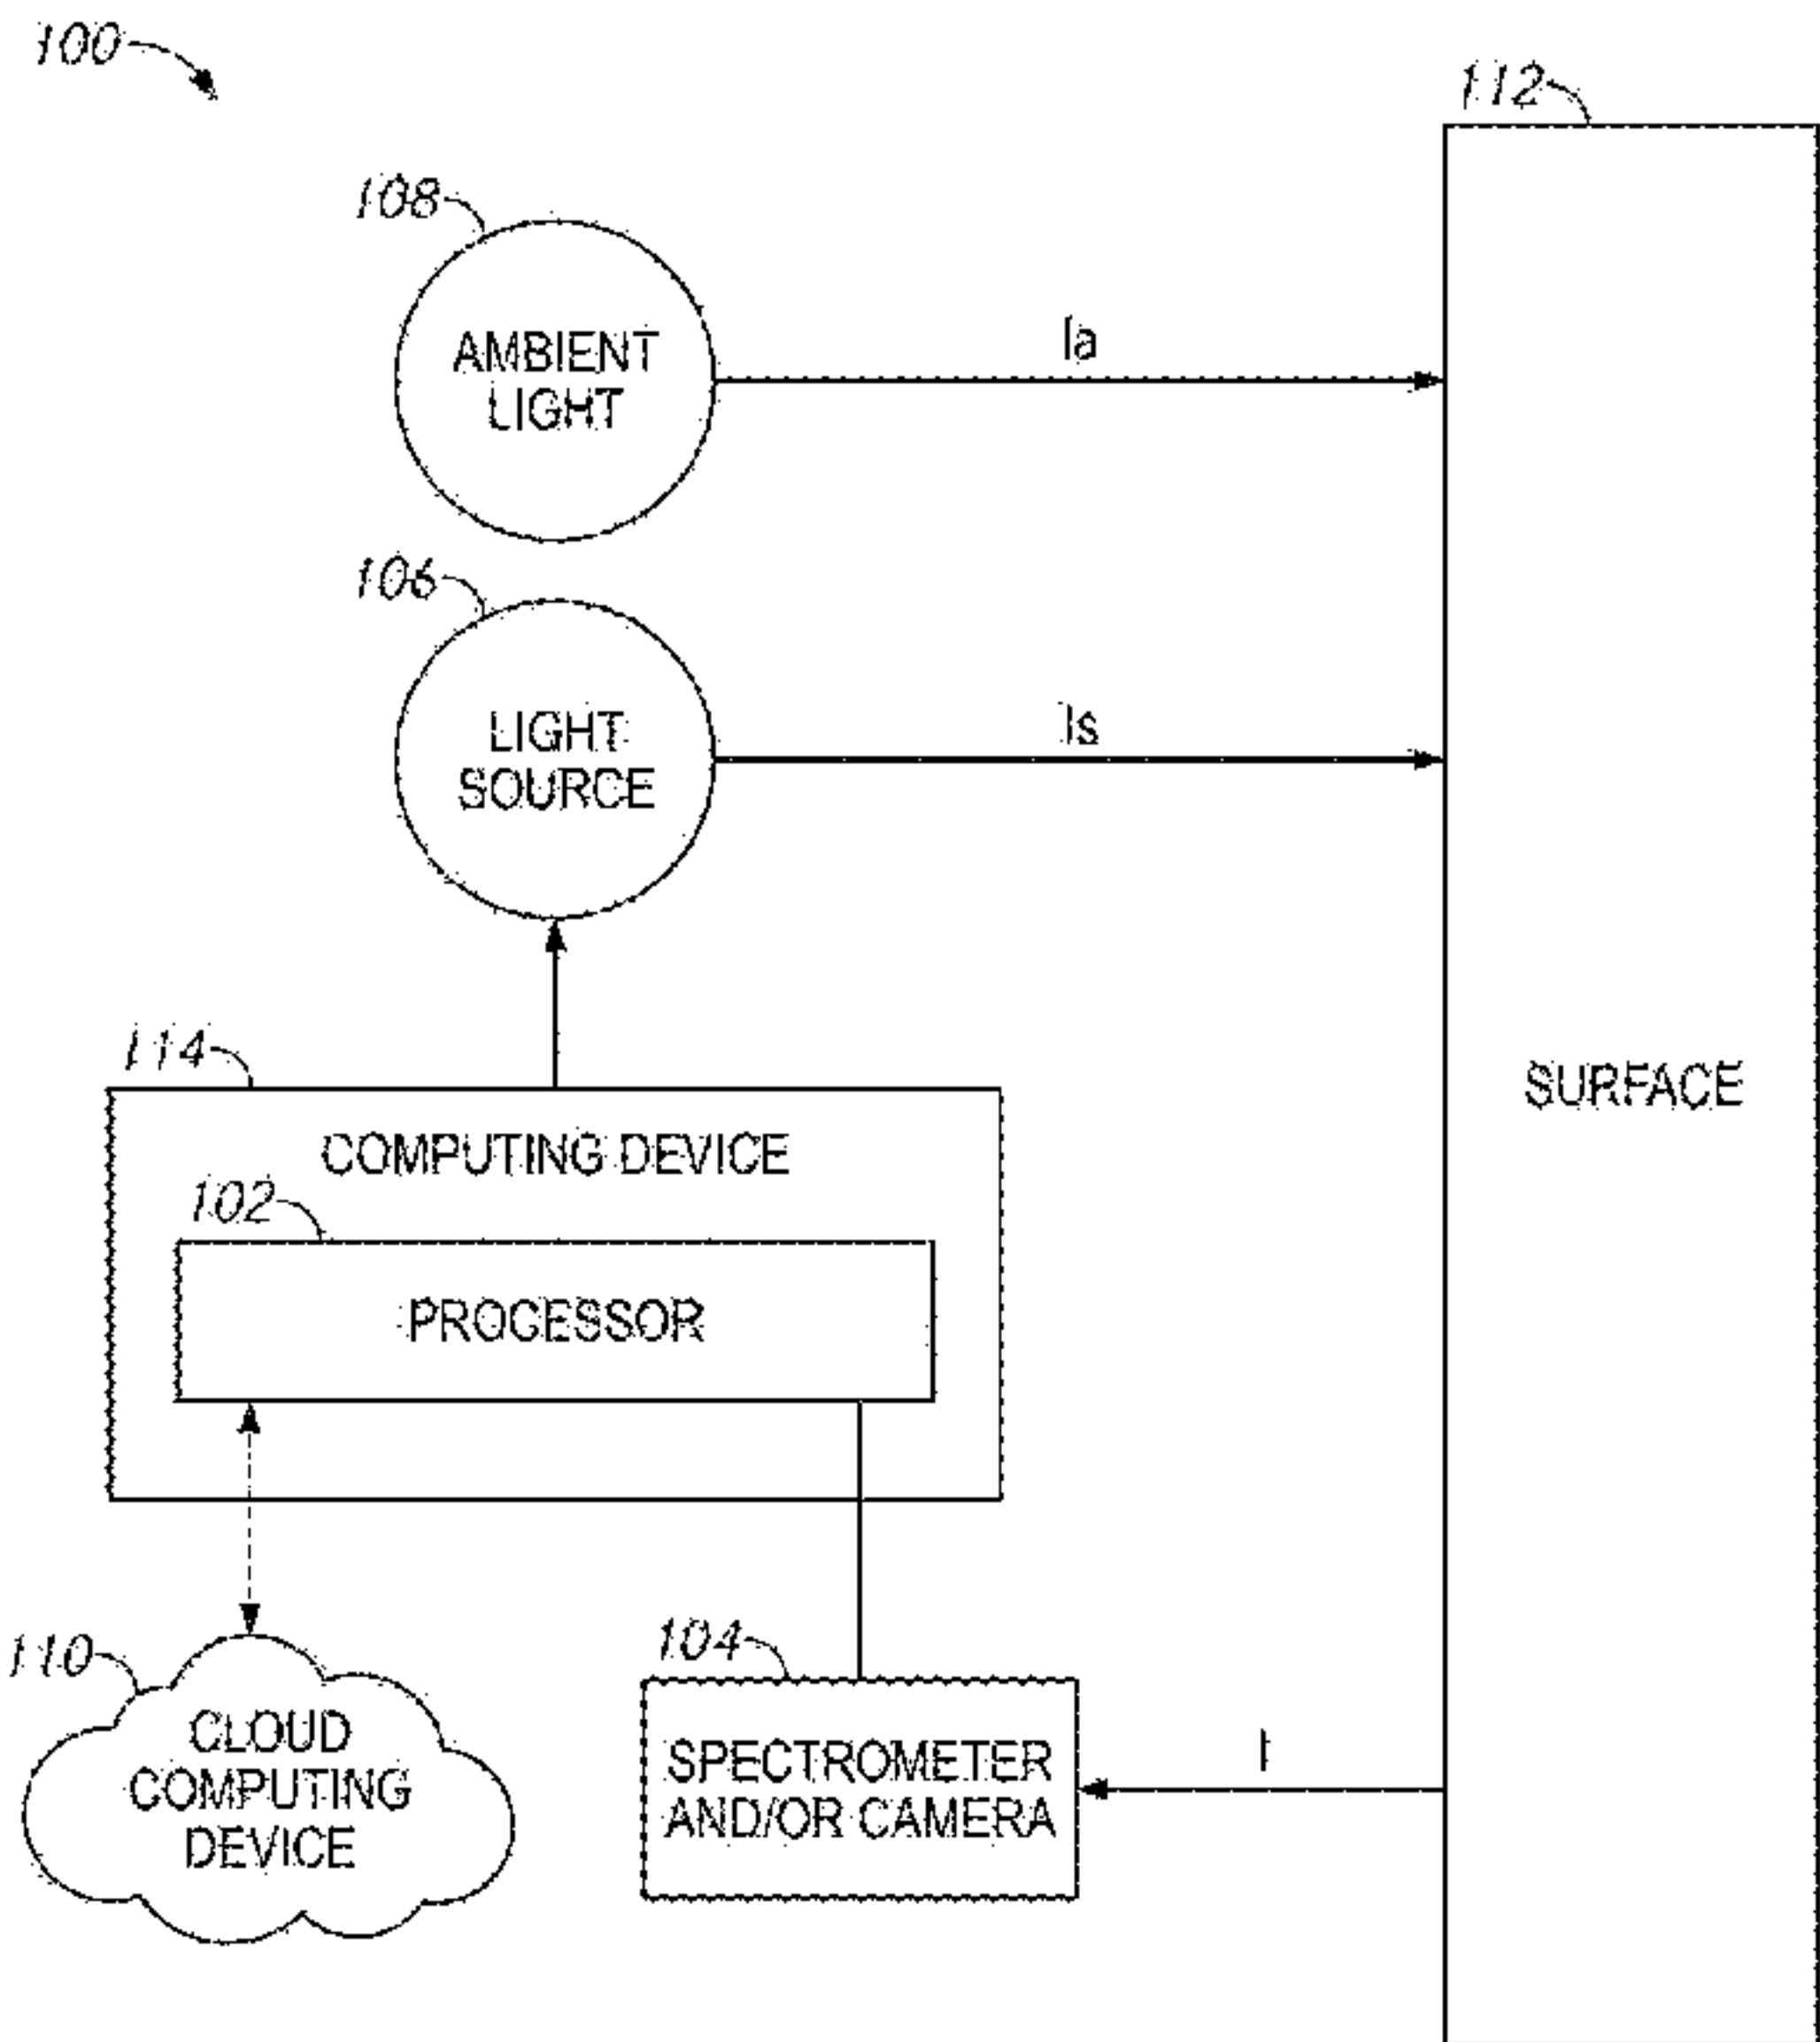 100
112
108
AMBIENT
LIGHT
Ia
106
LIGHT
SOURCE
Is
114
COMPUTING DEVICE
SURFACE
102
PROCESSOR
110
CLOUD
COMPUTING
DEVICE
104
SPECTROMETER
AND/OR CAMERA
I